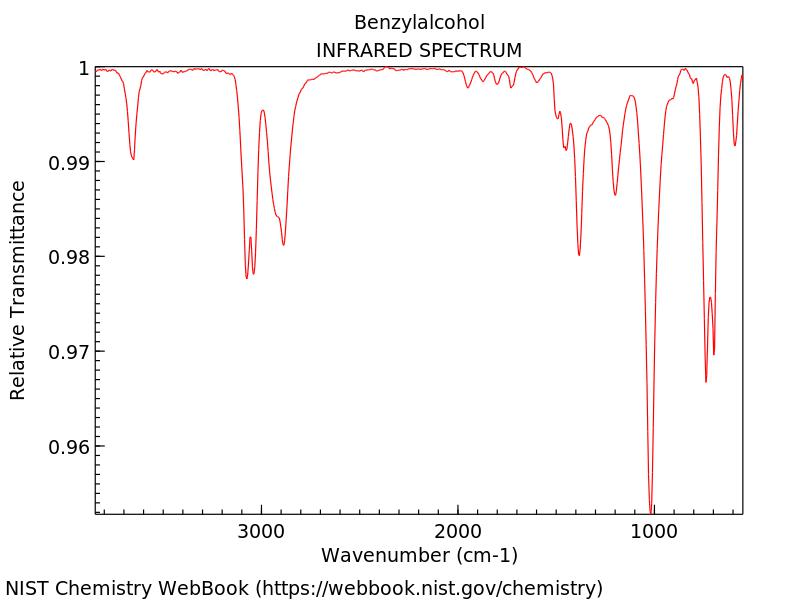 Benzylalcohol
INFRARED SPECTRUM
1
0.99
0.98
0.97
0.96
Relative Transmittance
3000 2000 1000
Wavenumber (cm-1)
NIST Chemistry WebBook (https://webbook.nist.gov/chemistry)